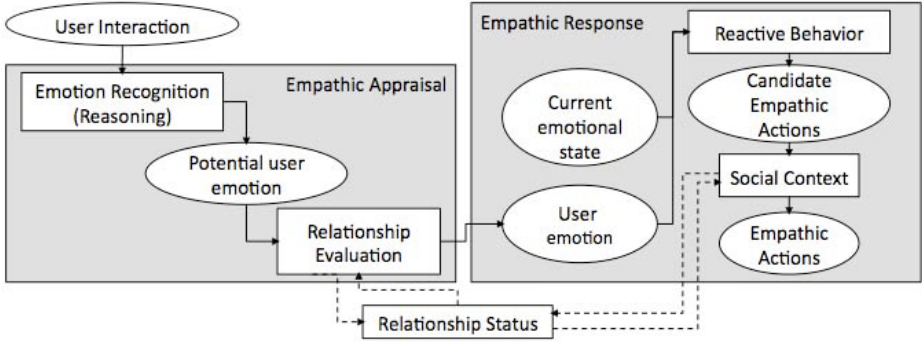 User Interaction
Empathic Appraisal
Emotion Recognition
(Reasoning)
Potential user
emotion
Relationship
Evaluation
Empathic Response
Reactive Behavior
Current
emotional
state
Candidate
Empathic
Actions
Social Context
User
emotion
Empathic
Actions
Relationship Status